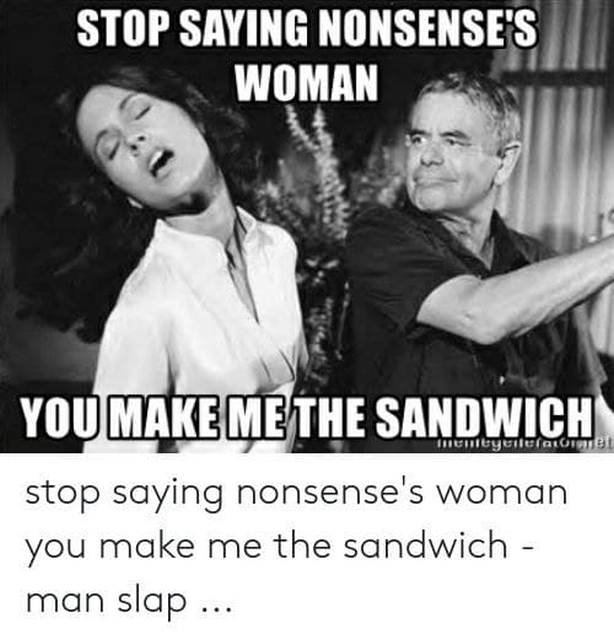 STOP SAYING NONSENSE'S
WOMAN
YOU MAKE ME THE SANDWICH
memegenerator.net
stop saying nonsense's woman
you make me the sandwich -
man slap ...